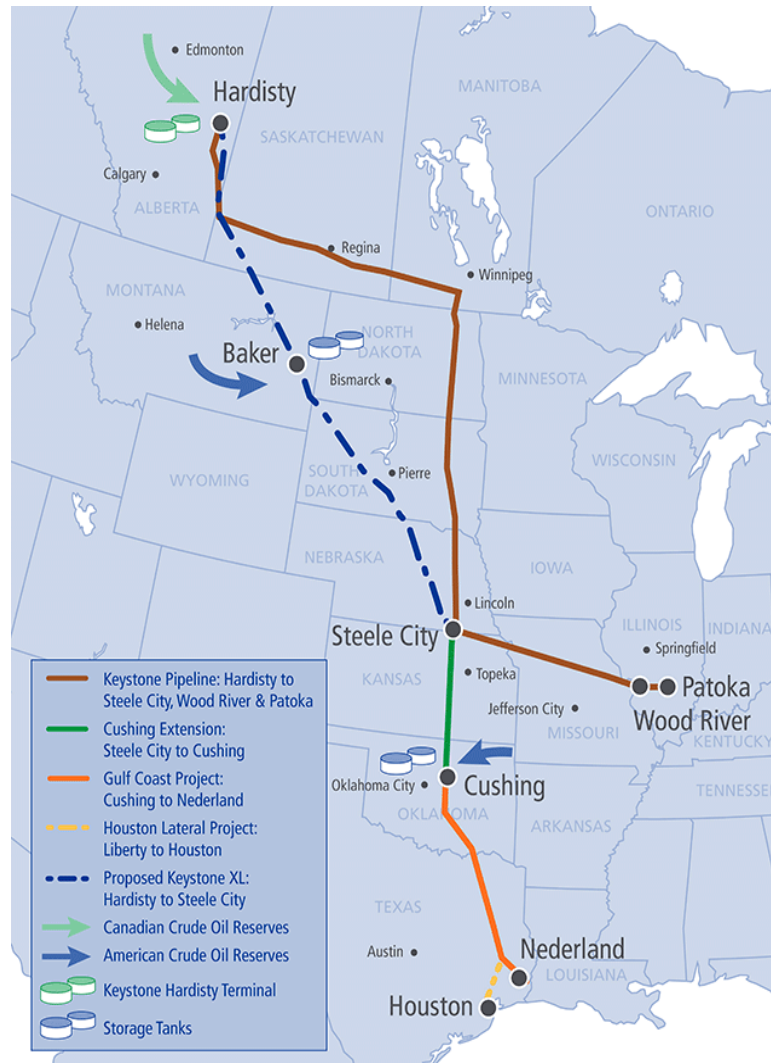 Edmonton
Hardisty
MANITOBA
SASKATCHEWAN
Calgary
ALBERTA
ONTARIO
Regina
Winnipeg
MONTANA
Helena
NORTH
DAKOTA
Baker
Bismarck
MINNESOTA
WISCONSIN
WYOMING
SOUTH
DAKOTA
Pierre
NEBRASKA
IOWA
Lincoln
Steele City
ILLINOIS
INDIANA
Springfield
KANSAS
Topeka
Patoka
Wood River
Jefferson City
MISSOURI
KENTUCKY
Oklahoma City
Cushing
OKLAHOMA
TENNESSEE
ARKANSAS
TEXAS
Austin
Nederland
LOUISIANA
Houston
Keystone Pipeline: Hardisty to
Steele City, Wood River & Patoka
Cushing Extension:
Steele City to Cushing
Gulf Coast Project:
Cushing to Nederland
Houston Lateral Project:
Liberty to Houston
Proposed Keystone XL:
Hardisty to Steele City
Canadian Crude Oil Reserves
American Crude Oil Reserves
Keystone Hardisty Terminal
Storage Tanks